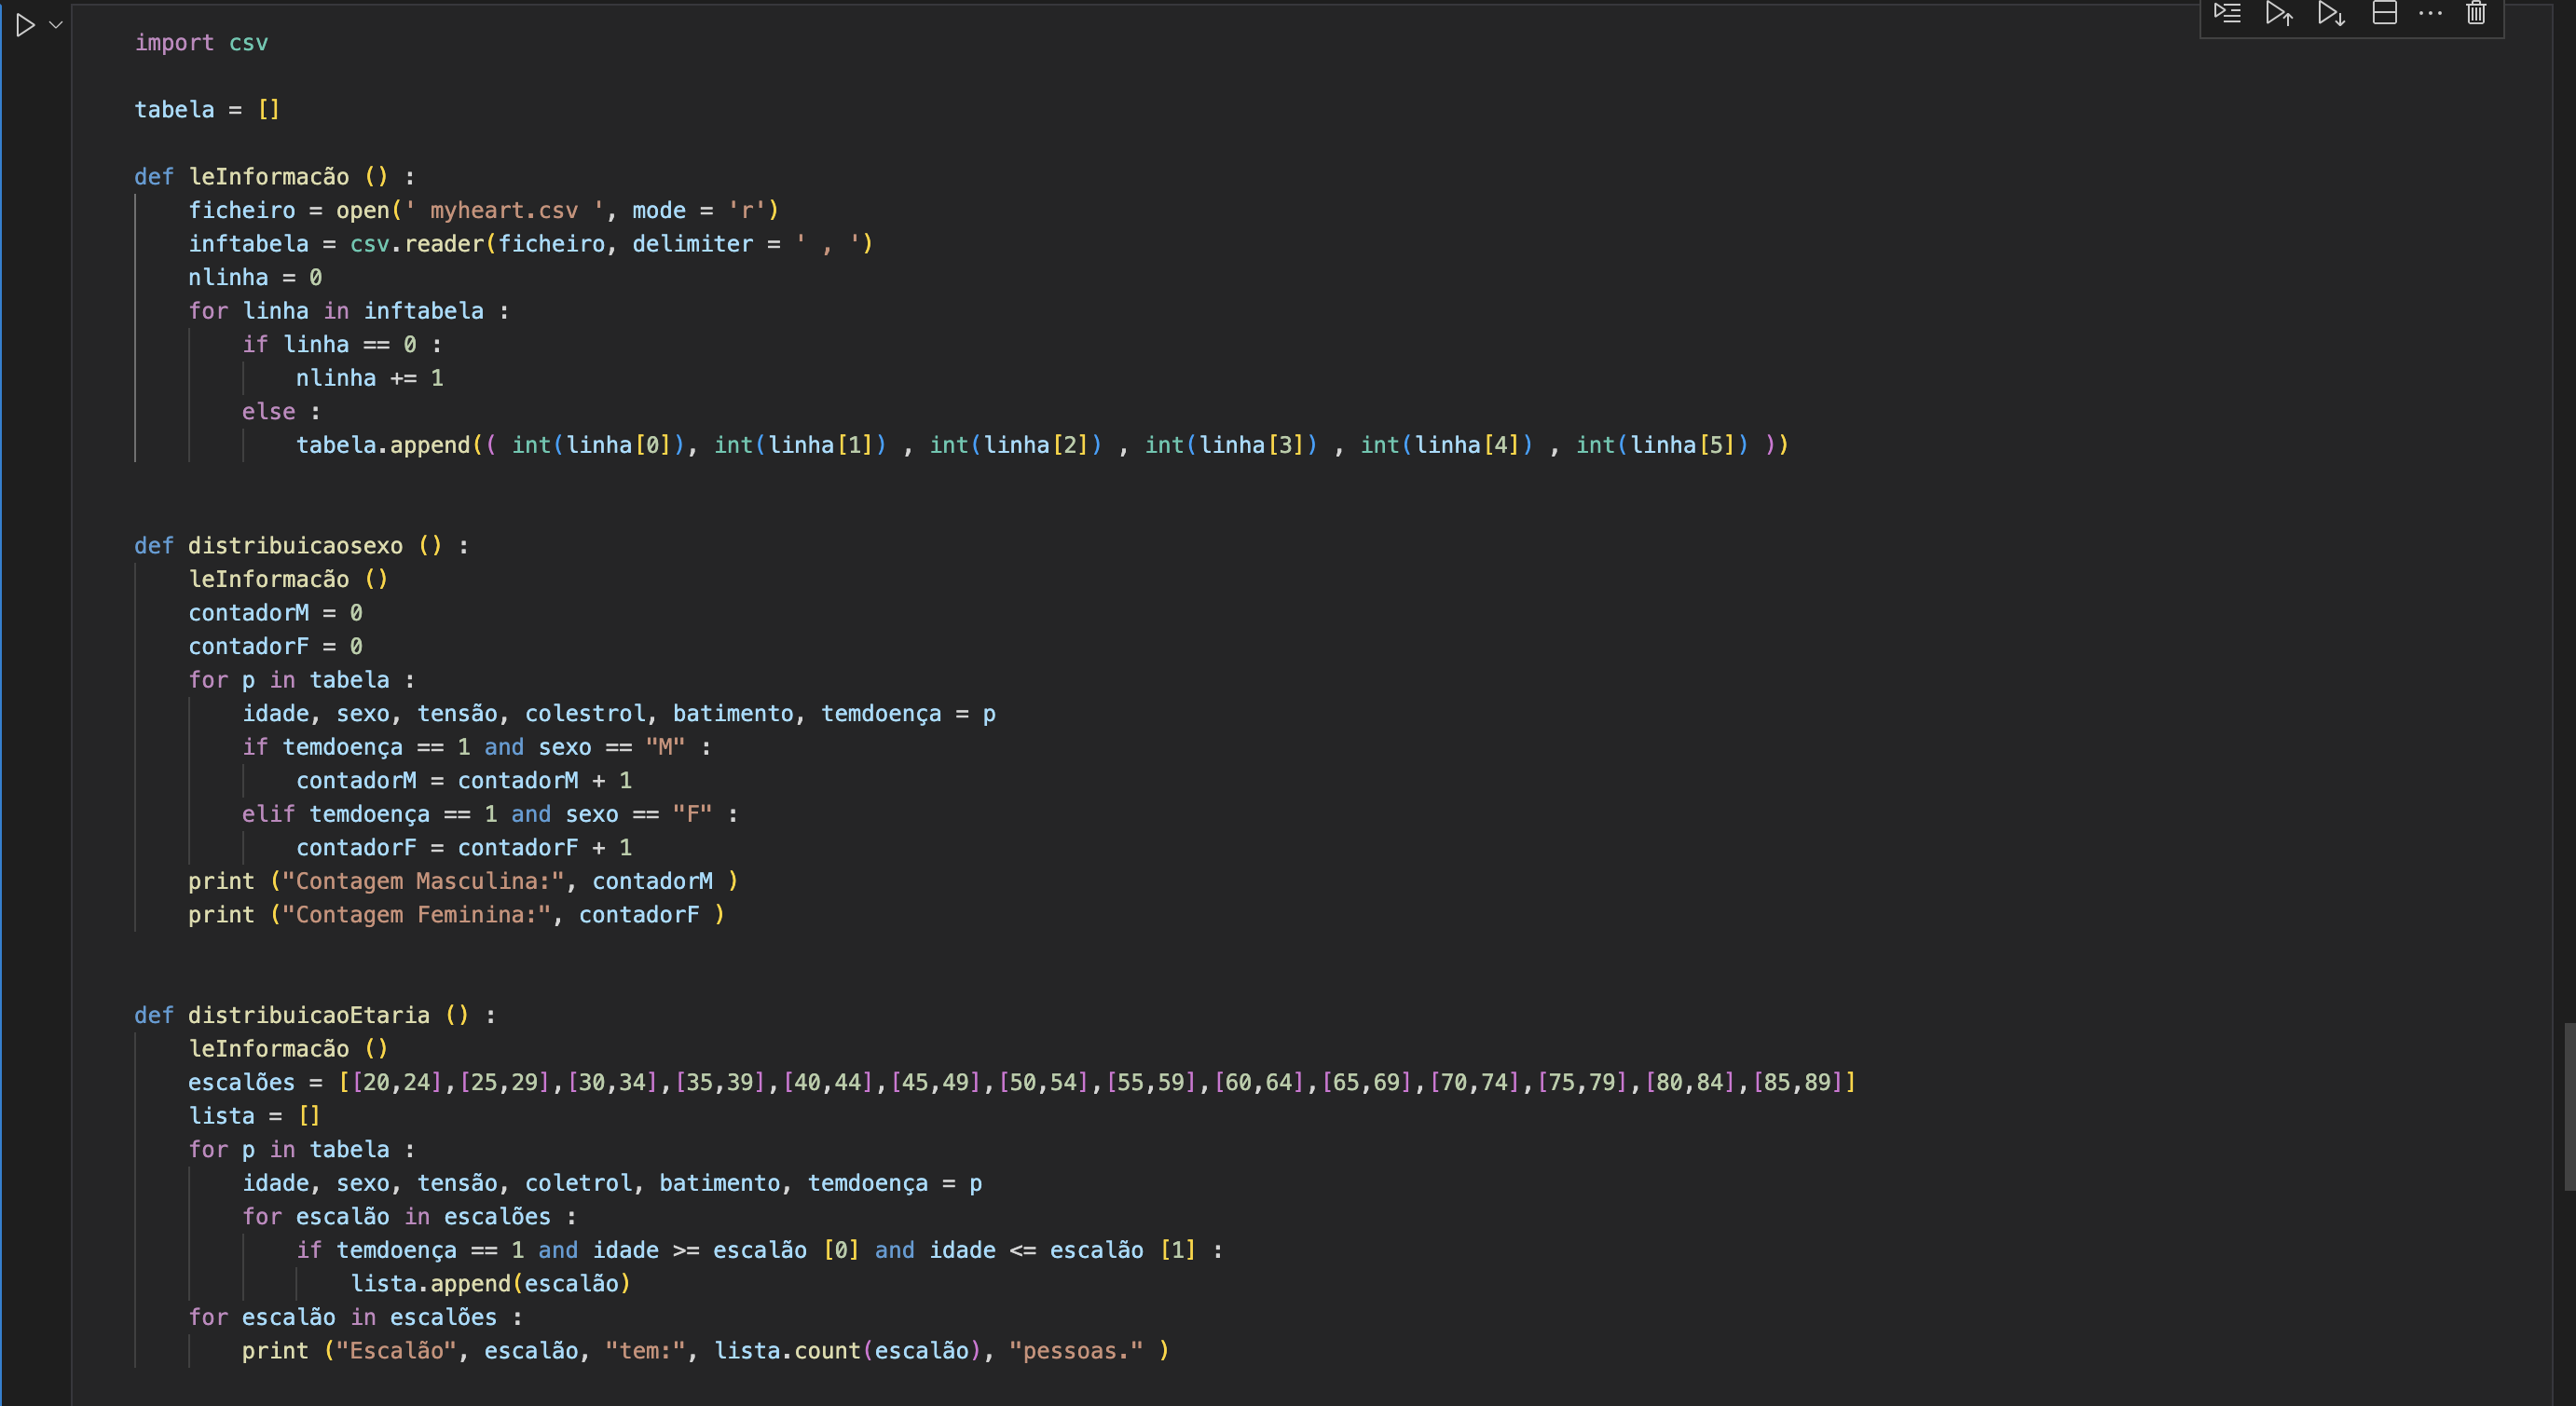 import csv
tabela = []
def leInformacão () :
    ficheiro = open(' myheart.csv ', mode = 'r')
    inftabela = csv.reader(ficheiro, delimiter = ' , ')
    nlinha = 0
    for linha in inftabela :
        if linha == 0 :
            nlinha += 1
        else :
            tabela.append(( int(linha[0]), int(linha[1]) , int(linha[2]) , int(linha[3]) , int(linha[4]) , int(linha[5]) ))
def distribuicaosexo () :
    leInformacão ()
    contadorM = 0
    contadorF = 0
    for p in tabela :
        idade, sexo, tensão, colestrol, batimento, temdoença = p
        if temdoença == 1 and sexo == "M" :
            contadorM = contadorM + 1
        elif temdoença == 1 and sexo == "F" :
            contadorF = contadorF + 1
    print ("Contagem Masculina:", contadorM )
    print ("Contagem Feminina:", contadorF )
def distribuicaoEtaria () :
    leInformacão ()
    escalões = [[20,24],[25,29],[30,34],[35,39],[40,44],[45,49],[50,54],[55,59],[60,64],[65,69],[70,74],[75,79],[80,84],[85,89]]
    lista = []
    for p in tabela :
        idade, sexo, tensão, coletrol, batimento, temdoença = p
        for escalão in escalões :
            if temdoença == 1 and idade >= escalão [0] and idade <= escalão [1] :
                lista.append(escalão)
    for escalão in escalões :
        print ("Escalão", escalão, "tem:", lista.count(escalão), "pessoas." )